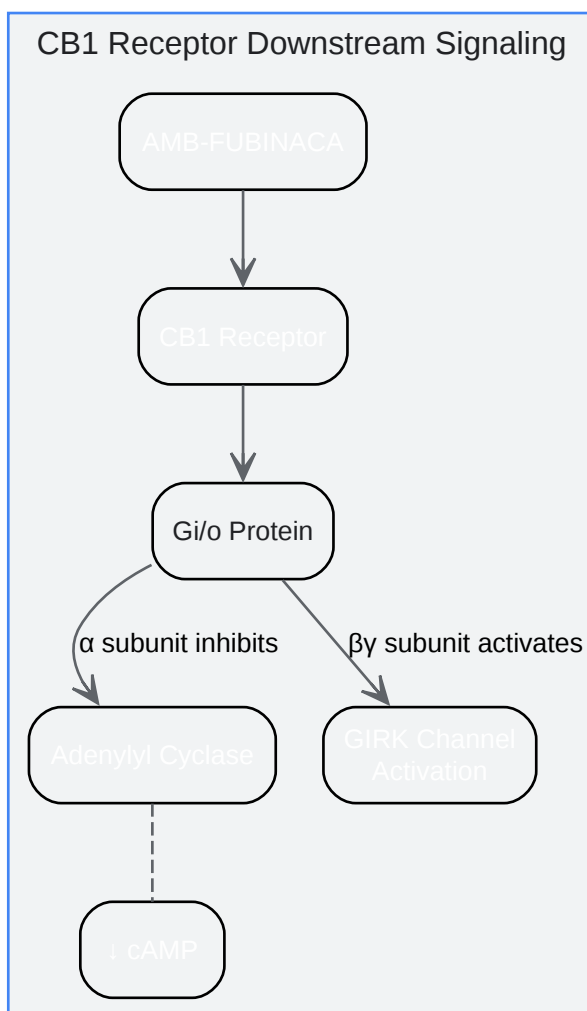 CB1 Receptor Downstream Signaling
AMB-FUBINACA
CB1 Receptor
Gi/o Protein
α subunit inhibits
βγ subunit activates
Adenylyl Cyclase
GIRK Channel
Activation
↓ cAMP